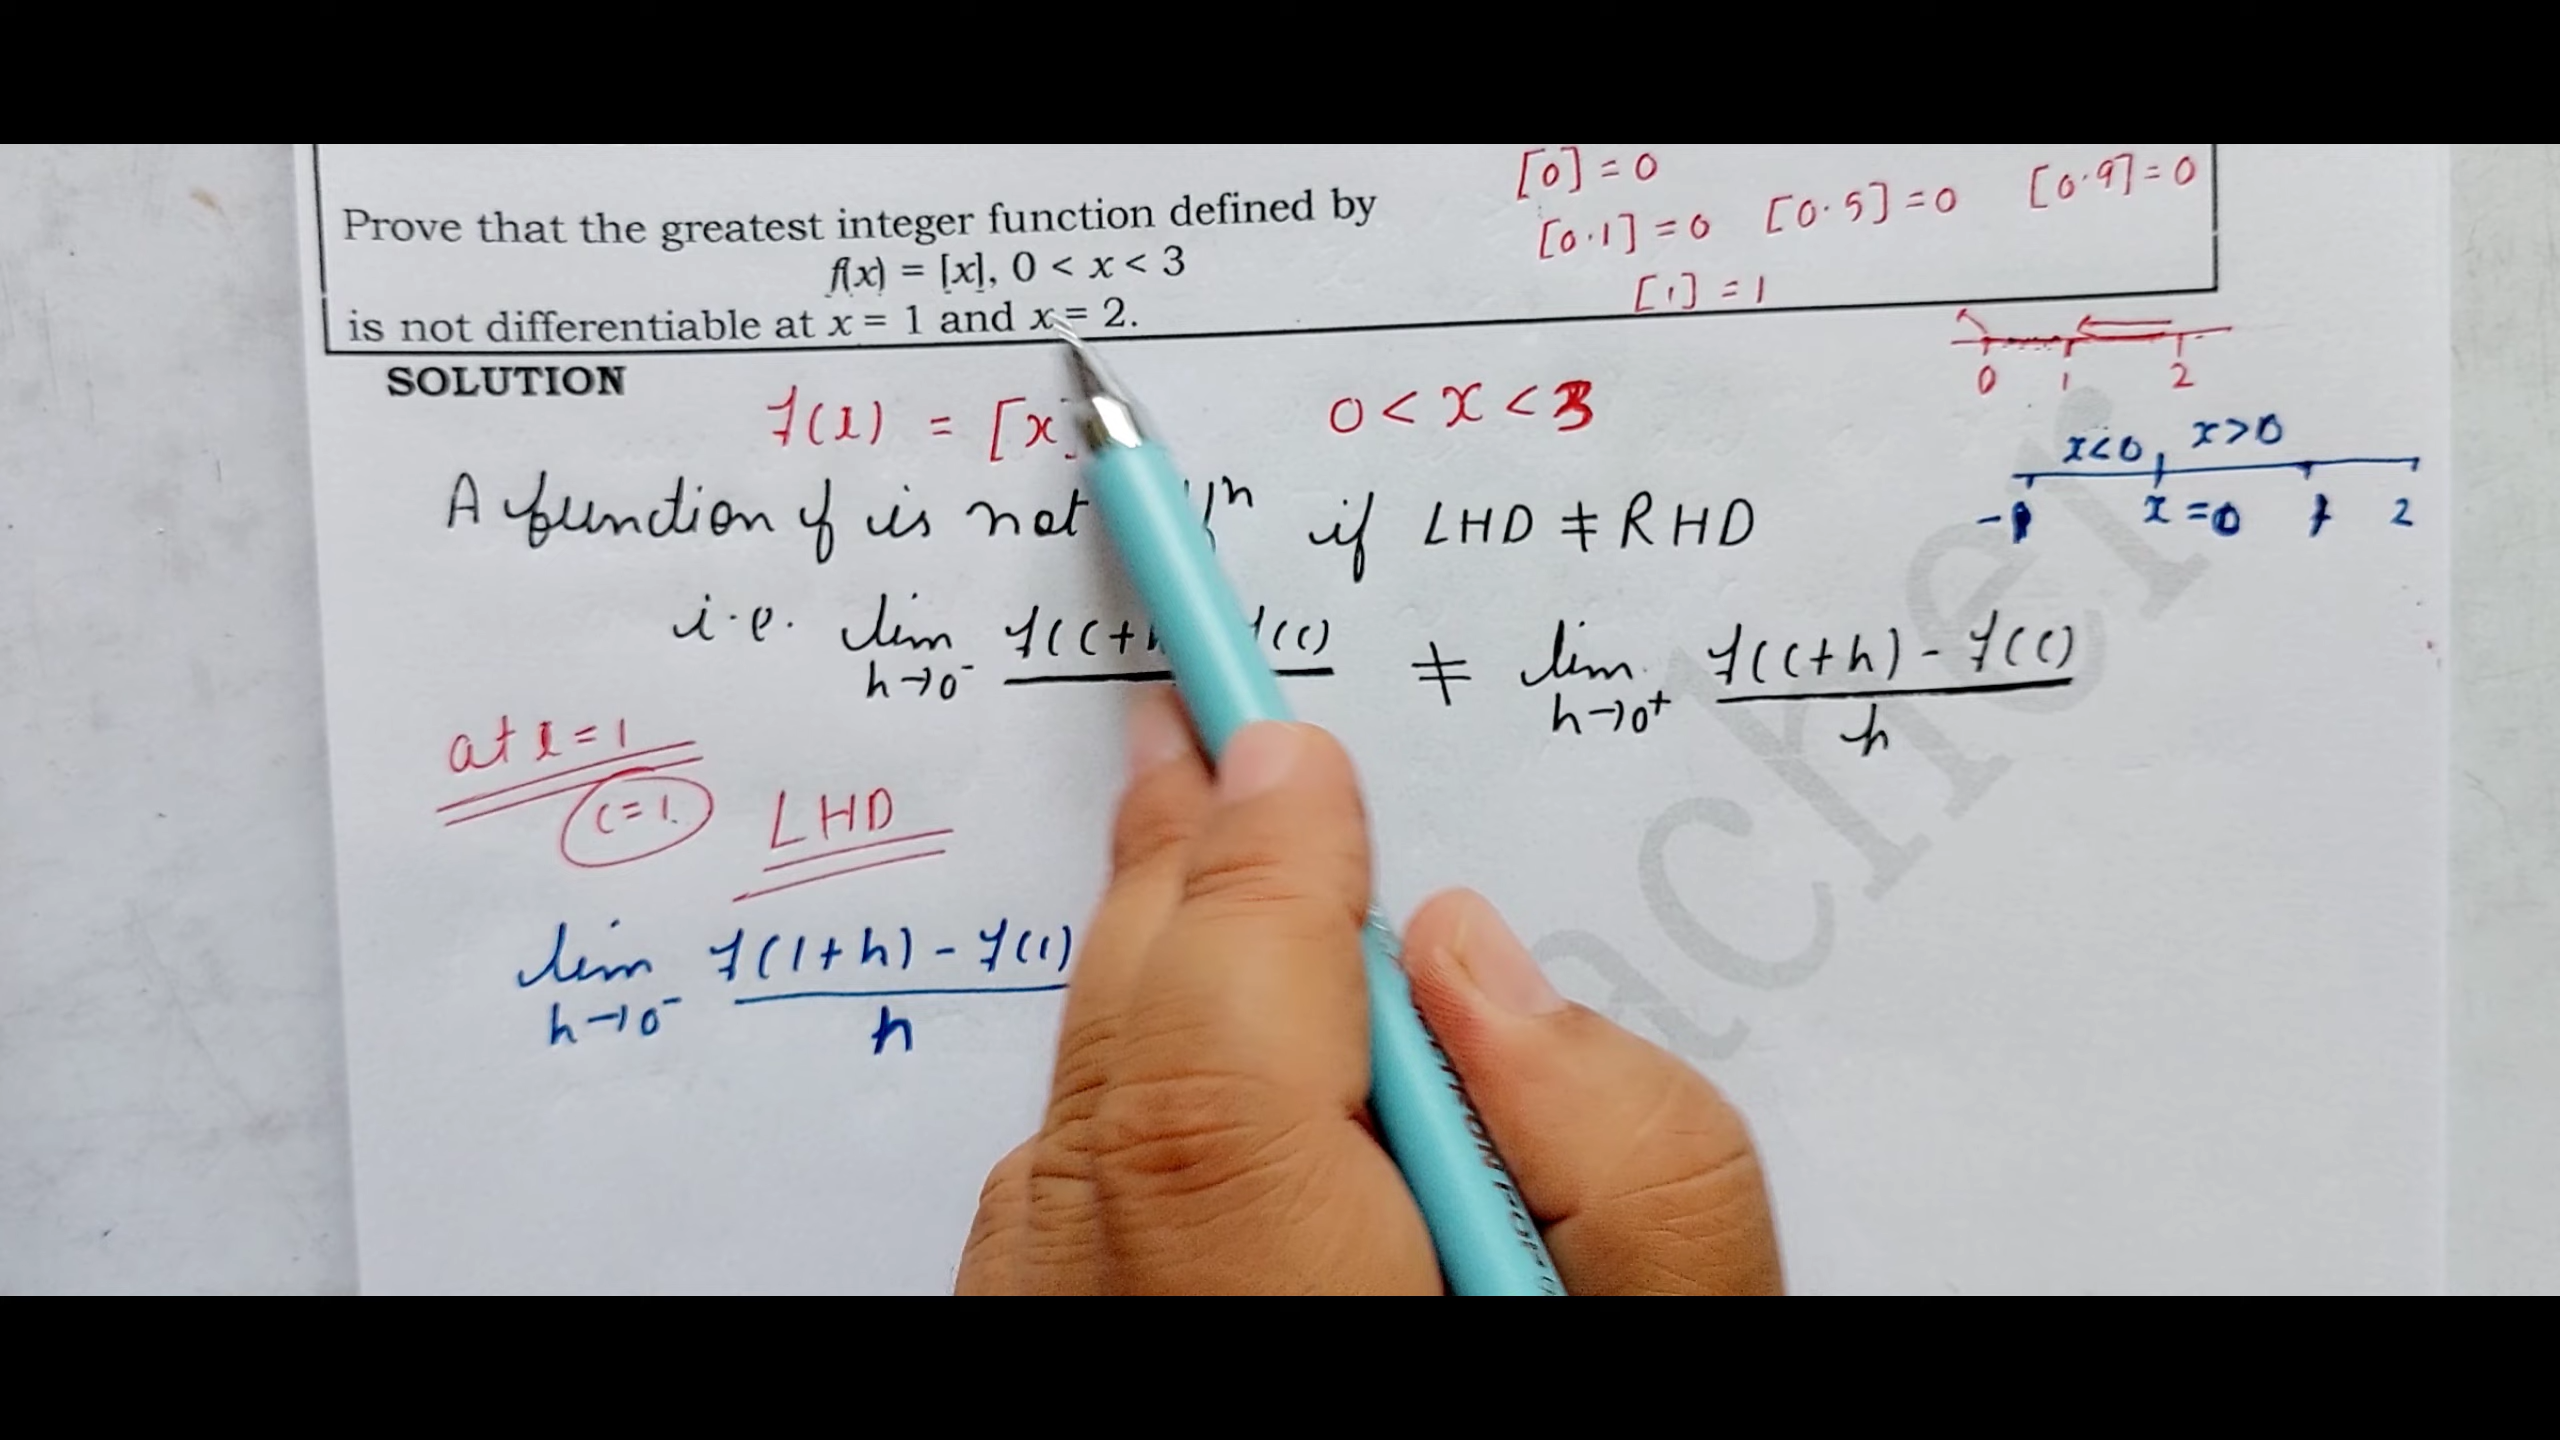 Prove that the greatest integer function defined by
f(x) = [x], 0 < x < 3
is not differentiable at x = 1 and x = 2.
[0] = 0
[0.1] = 0 [0.5] = 0 [0.9] = 0
[1] = 1
0 1 2
SOLUTION
f(x) = [x] 0 < x < 3
x<0 x>0
x = 0 2
A function f is not if LHD ≠ RHD
i.e. lim h→0⁻ f(c+ f(c) ≠ lim h→0⁺ f(c+h) - f(c) / h
at x = 1
c = 1.
LHD
lim h→0⁻ f(1+h) - f(1) / h
acher